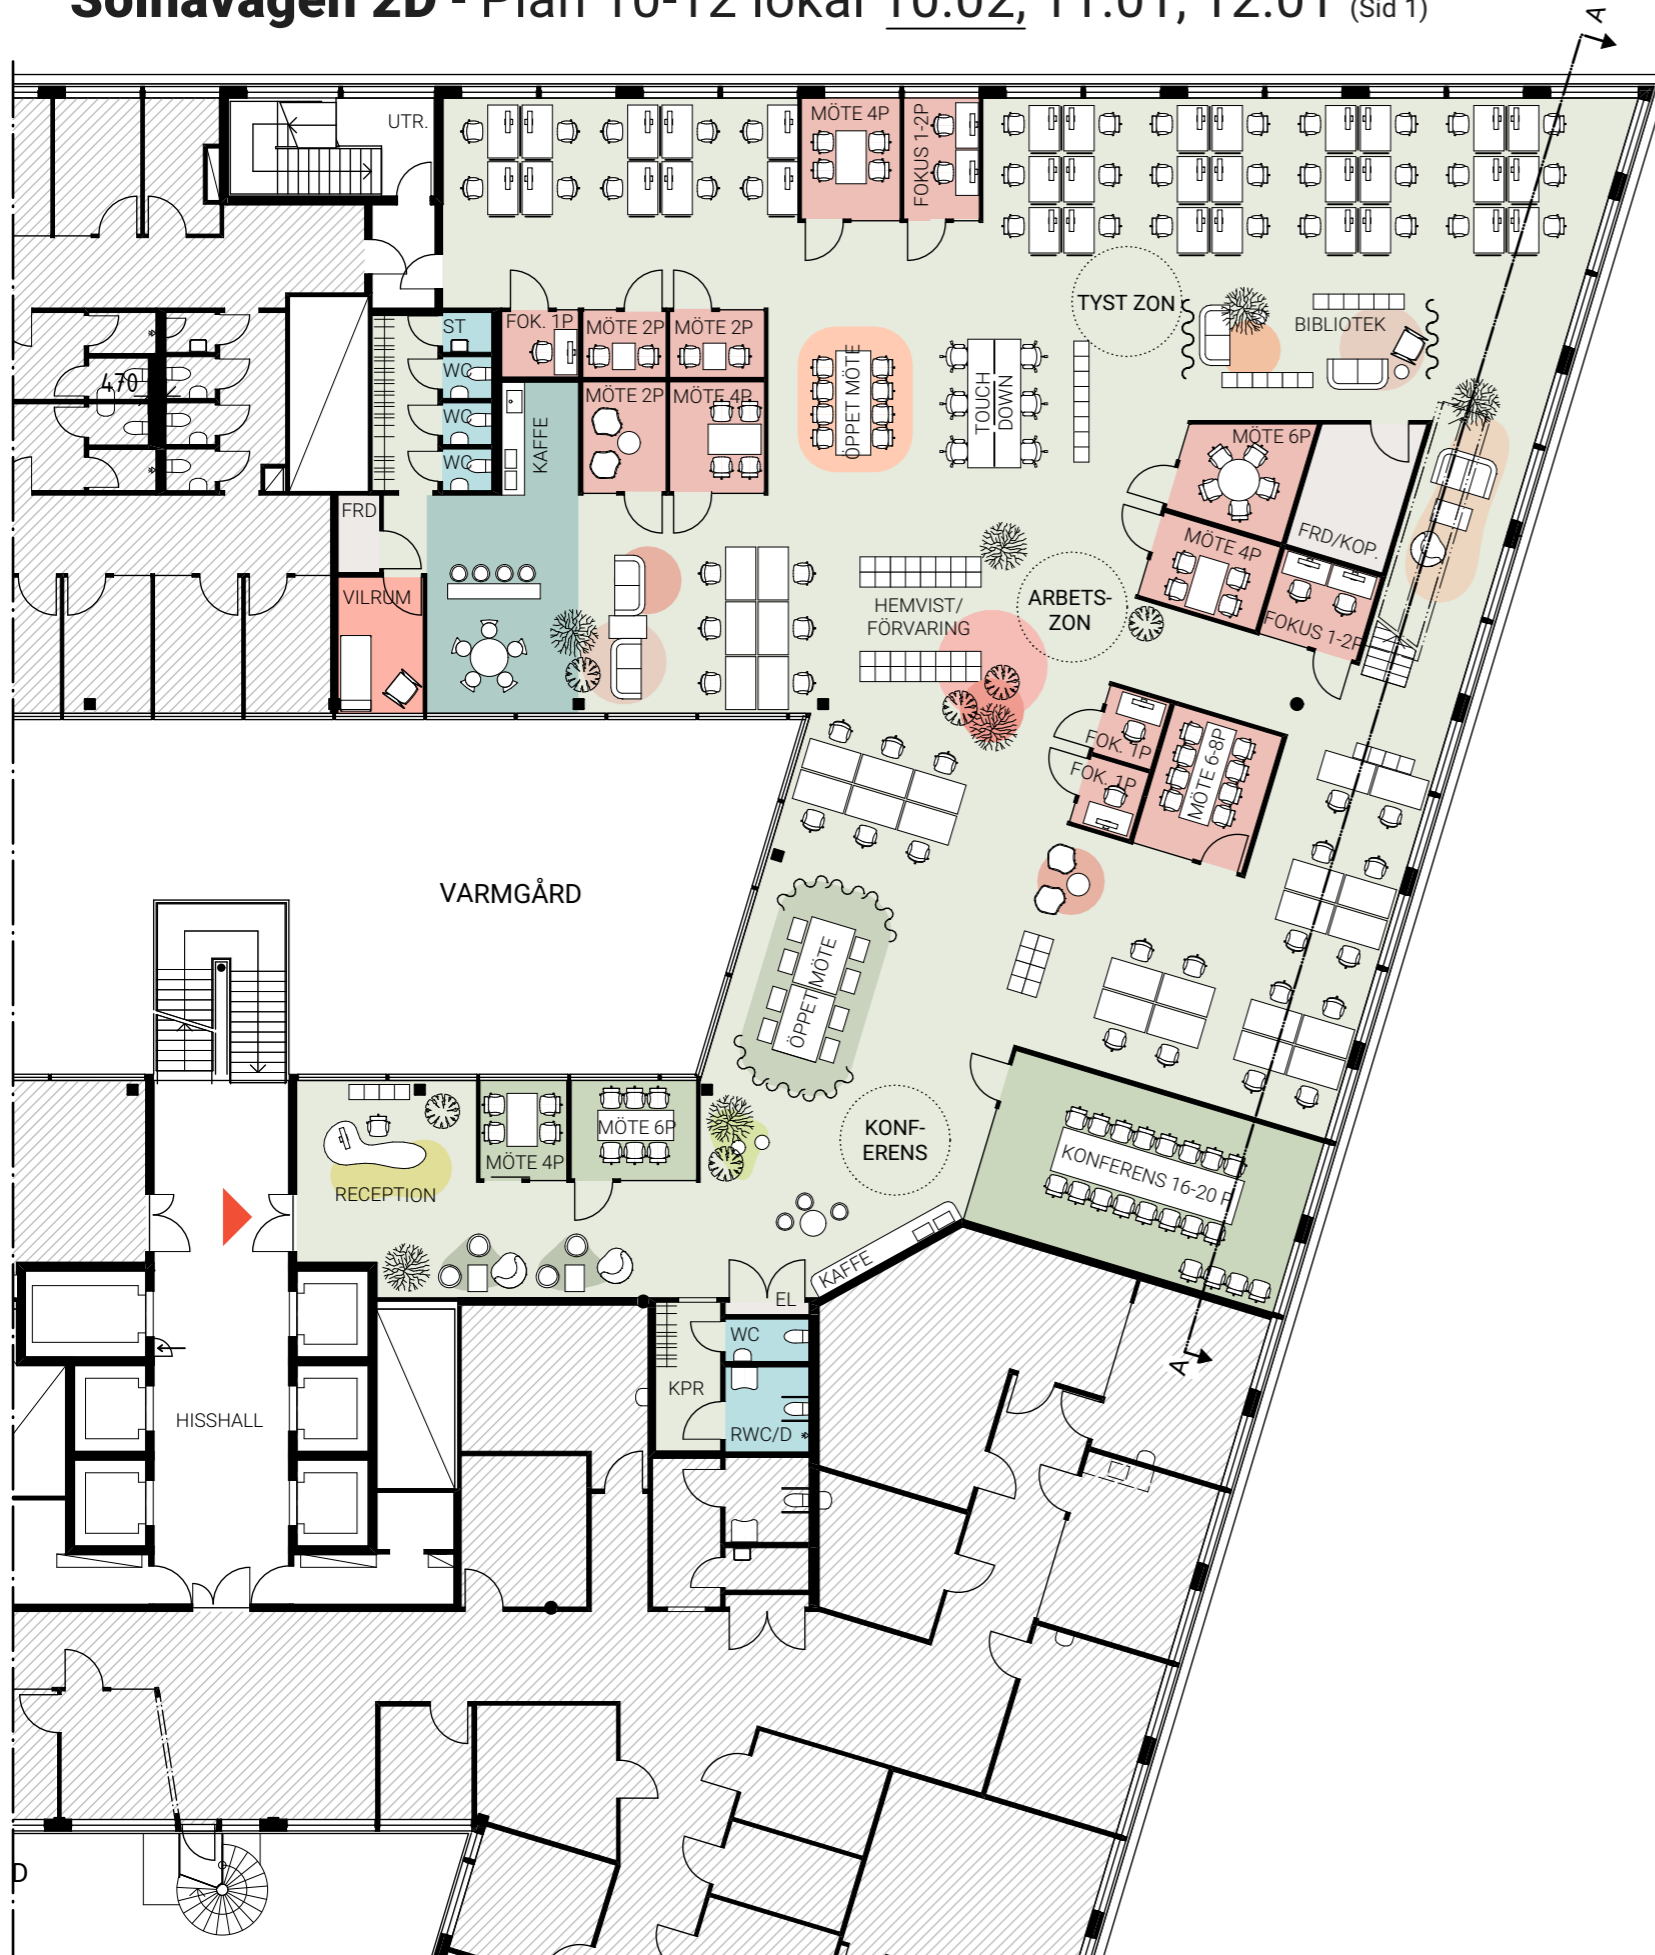 Solnavägen 2D - Plan 10-12 lokal 10.02, 11.01, 12.01 (Sid 1)
A
UTR.
MÖTE 4P
FOKUS 1-2P
TYST ZON
BIBLIOTEK
ST
FOK. 1P
MÖTE 2P
MÖTE 2P
WC
WC
WC
470
KAFFE
MÖTE 2P
MÖTE 4P
ÖPPET MÖTE
TOUCH
DOWN
MÖTE 6P
FRD/KOP.
MÖTE 4P
FOKUS 1-2P
FRD
VILRUM
HEMVIST/
FÖRVARING
ARBETS-
ZON
FOK. 1P
FOK. 1P
MÖTE 6-8P
VARMGÅRD
ÖPPET MÖTE
KONF-
ERENS
MÖTE 6P
MÖTE 4P
RECEPTION
KONFERENS 16-20 P
KAFFE
EL
WC
KPR
RWC/D
A
HISSHALL
D